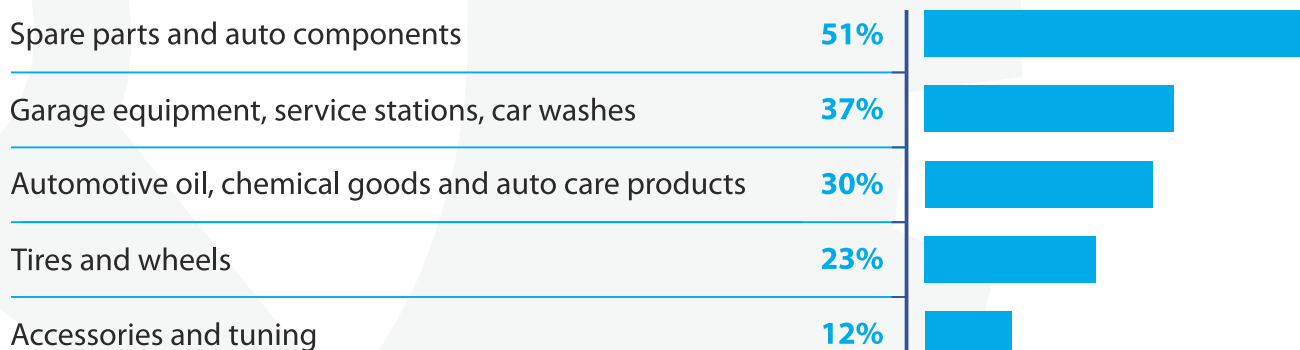 Spare parts and auto components 51%
Garage equipment, service stations, car washes 37%
Automotive oil, chemical goods and auto care products 30%
Tires and wheels 23%
Accessories and tuning 12%